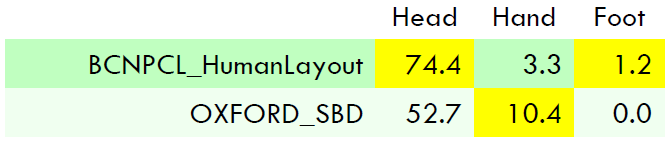 Head Hand Foot
BCNPCL_HumanLayout 74.4 3.3 1.2
OXFORD_SBD 52.7 10.4 0.0